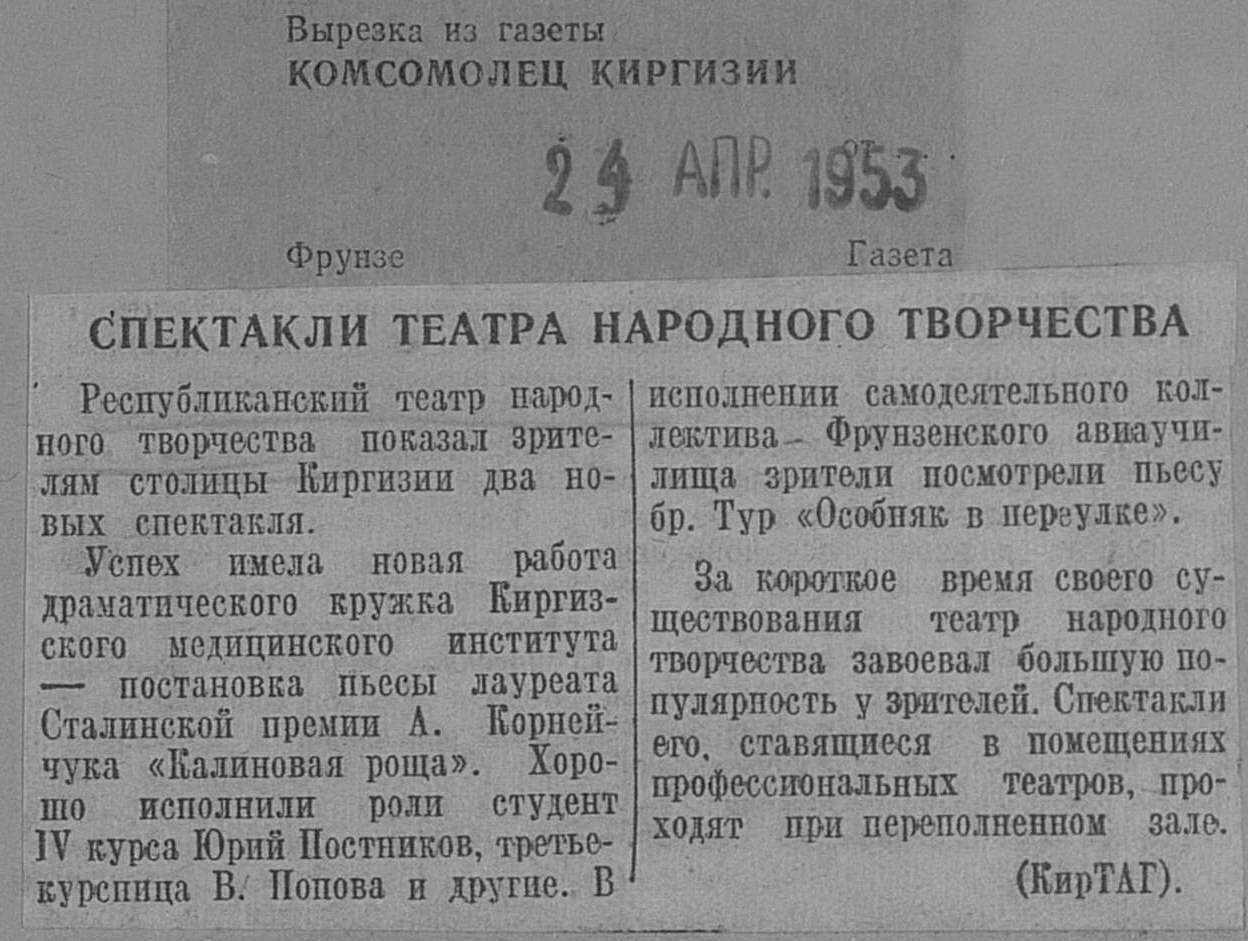 Вырезка из газеты
КОМСОМОЛЕЦ КИРГИЗИИ
24 АПР. 1953
Фрунзе Газета
СПЕКТАКЛИ ТЕАТРА НАРОДНОГО ТВОРЧЕСТВА
Республиканский театр народ-
ного творчества показал зрите-
лям столицы Киргизии два но-
вых спектакля.
Успех имела новая работа
драматического кружка Киргиз-
ского медицинского института
— постановка пьесы лауреата
Сталинской премии А. Корней-
чука «Калиновая роща». Хоро-
шо исполнили роли студент
IV курса Юрий Постников, третье-
курсница В. Попова и другие. В
исполнении самодеятельного кол-
лектива Фрунзенского авиаучи-
лища зрители посмотрели пьесу
бр. Тур «Особняк в переулке».
За короткое время своего су-
ществования театр народного
творчества завоевал большую по-
пулярность у зрителей. Спектакли
его, ставящиеся в помещениях
профессиональных театров, про-
ходят при переполненном зале.
(КирТАГ).